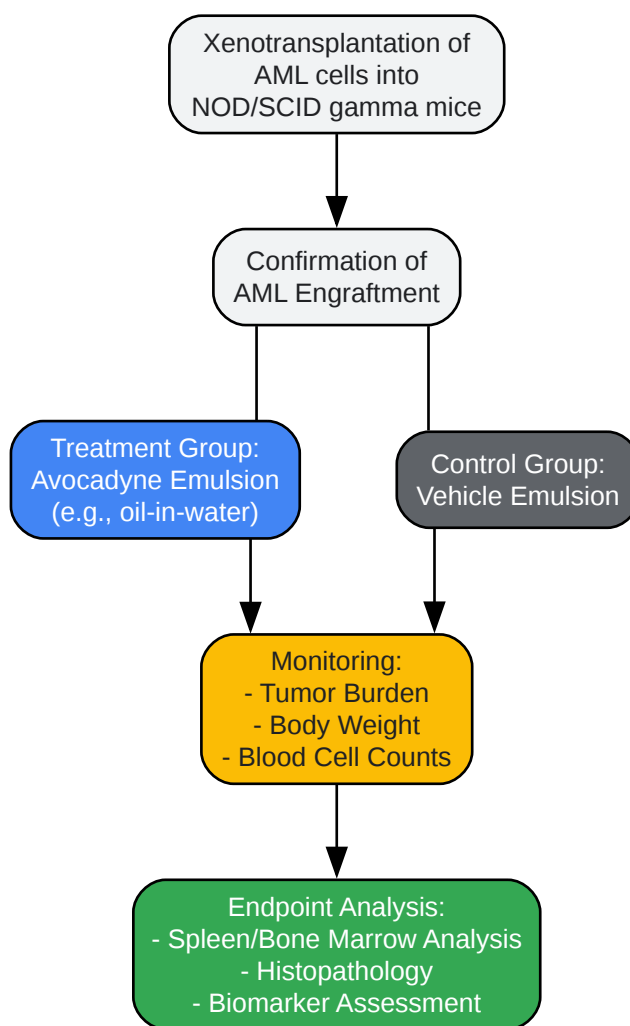 Xenotransplantation of
AML cells into
NOD/SCID gamma mice
Confirmation of
AML Engraftment
Treatment Group:
Avocadyne Emulsion
(e.g., oil-in-water)
Control Group:
Vehicle Emulsion
Monitoring:
- Tumor Burden
- Body Weight
- Blood Cell Counts
Endpoint Analysis:
- Spleen/Bone Marrow Analysis
- Histopathology
- Biomarker Assessment